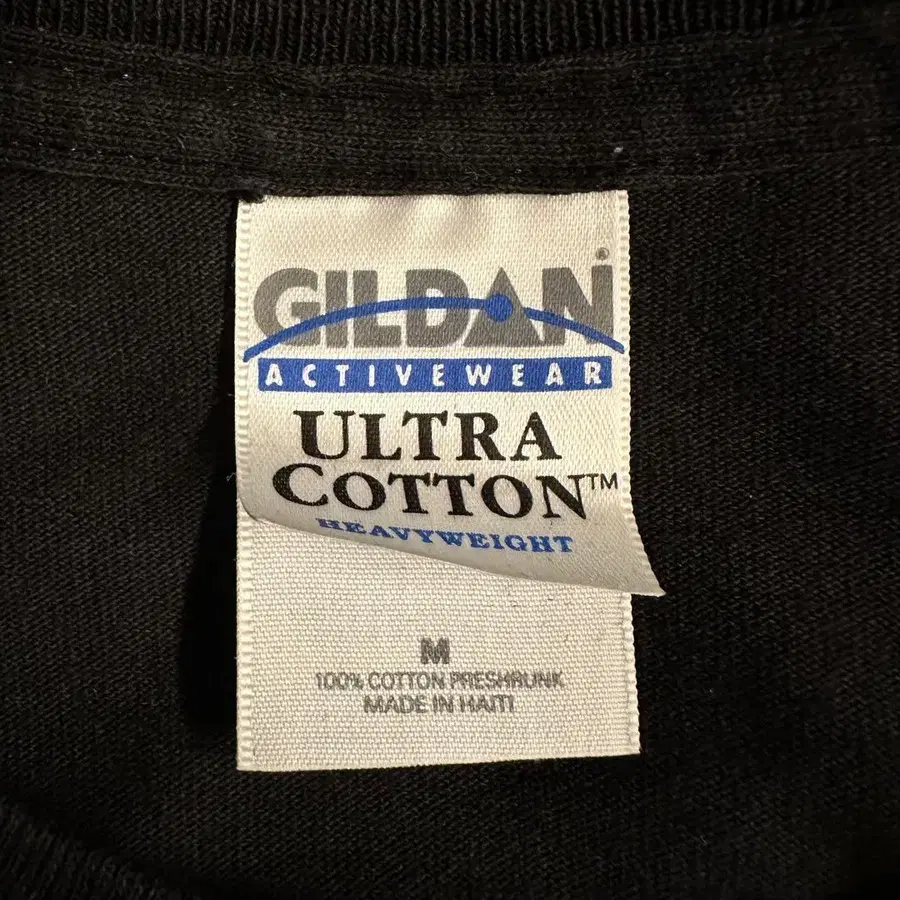 GILDAN®
ACTIVEWEAR
ULTRA
COTTON™
HEAVYWEIGHT
M
100% COTTON PRESHRUNK
MADE IN HAITI